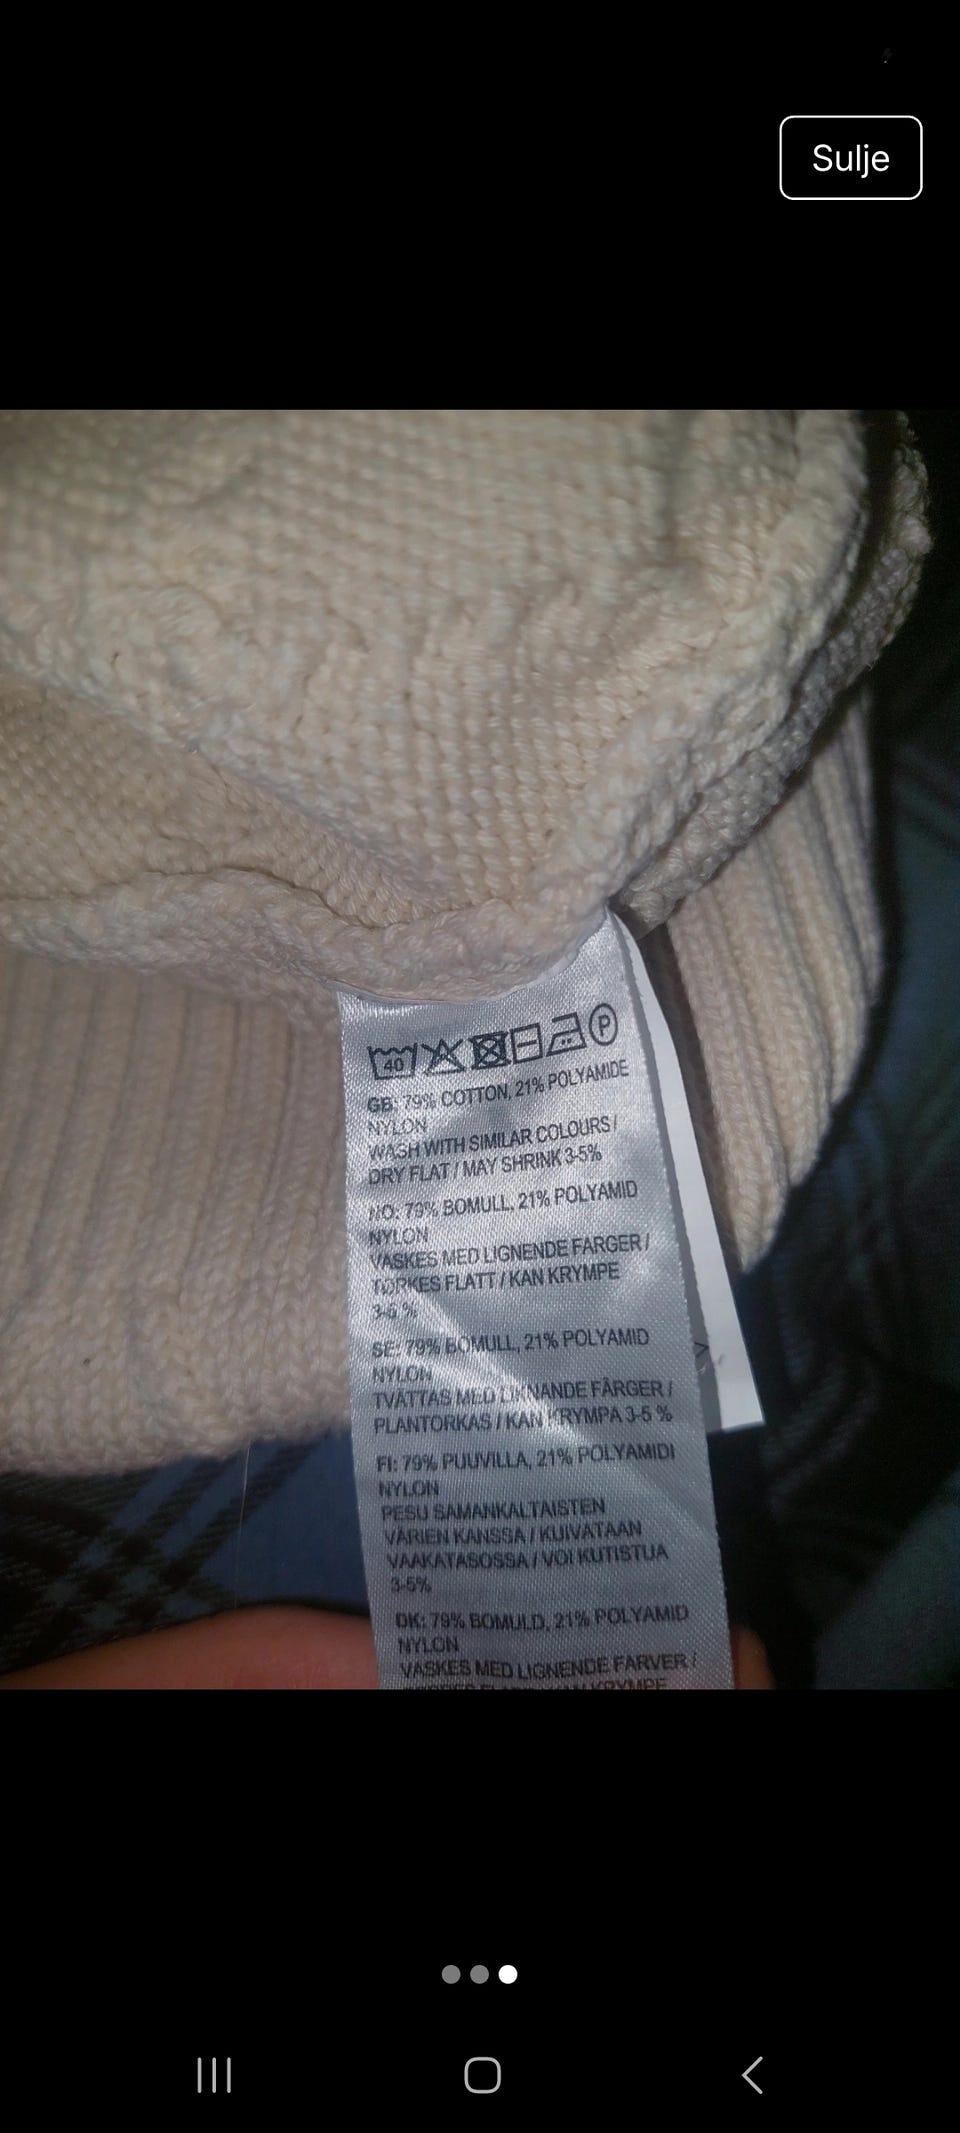 Sulje
40 P
GB: 79% COTTON, 21% POLYAMIDE
NYLON
WASH WITH SIMILAR COLOURS /
DRY FLAT / MAY SHRINK 3-5%
NO: 79% BOMULL, 21% POLYAMID
NYLON
VASKES MED LIGNENDE FARGER /
TØRKES FLATT / KAN KRYMPE
3-5 %
SE: 79% BOMULL, 21% POLYAMID
NYLON
TVÄTTAS MED LIKNANDE FÄRGER /
PLANTORKAS / KAN KRYMPA 3-5 %
FI: 79% PUUVILLA, 21% POLYAMIDI
NYLON
PESU SAMANKALTAISTEN
VÄRIEN KANSSA / KUIVATAAN
VAAKATASOSSA / VOI KUTISTUA
3-5%
DK: 79% BOMULD, 21% POLYAMID
NYLON
VASKES MED LIGNENDE FARVER /
KAN KRYMPE